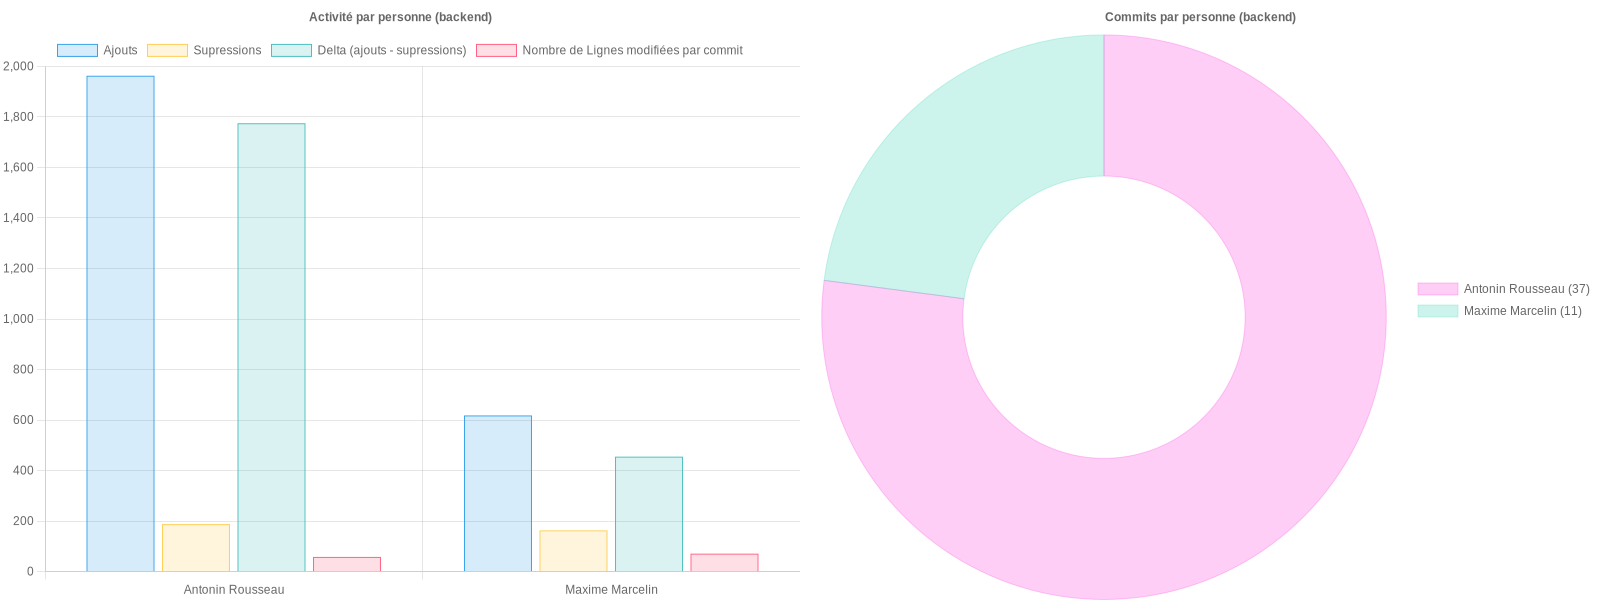 Activité par personne (backend)
Ajouts Supressions Delta (ajouts - supressions) Nombre de Lignes modifiées par commit
2,000
1,800
1,600
1,400
1,200
1,000
800
600
400
200
0
Antonin Rousseau Maxime Marcelin
Commits par personne (backend)
Antonin Rousseau (37)
Maxime Marcelin (11)